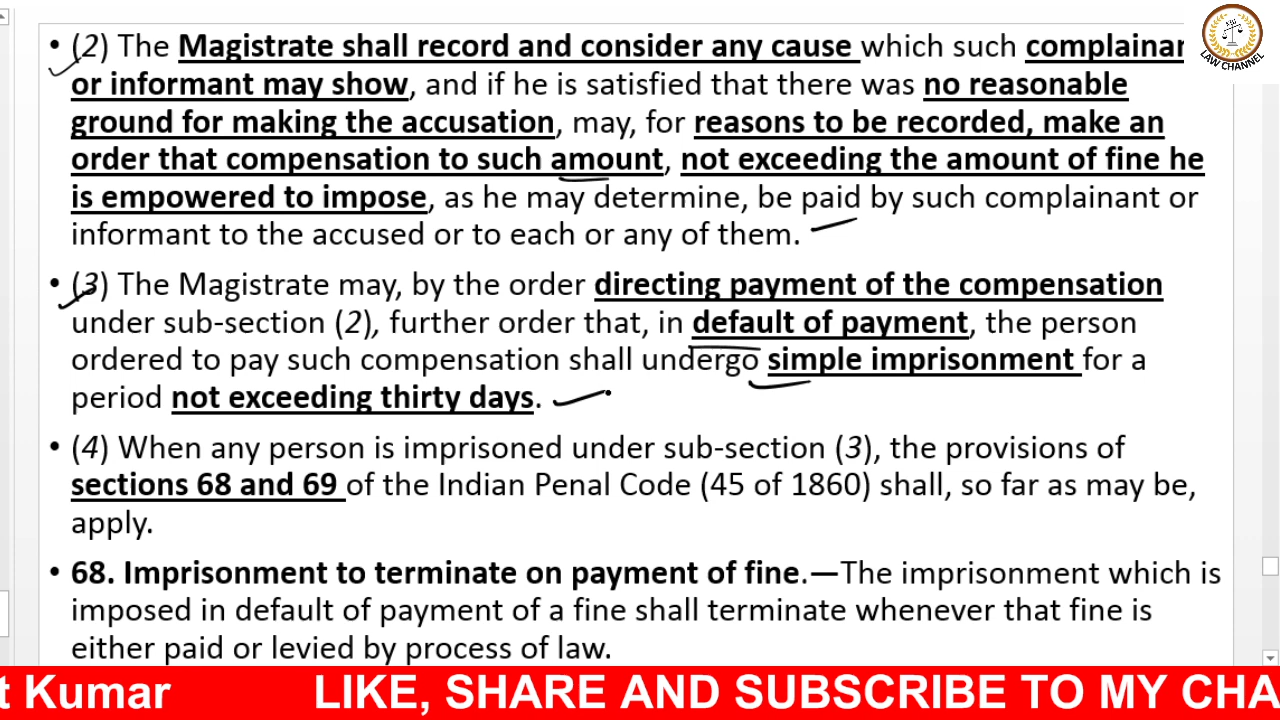 • (2) The Magistrate shall record and consider any cause which such complainan
or informant may show, and if he is satisfied that there was no reasonable
ground for making the accusation, may, for reasons to be recorded, make an
order that compensation to such amount, not exceeding the amount of fine he
is empowered to impose, as he may determine, be paid by such complainant or
informant to the accused or to each or any of them.
• (3) The Magistrate may, by the order directing payment of the compensation
under sub-section (2), further order that, in default of payment, the person
ordered to pay such compensation shall undergo simple imprisonment for a
period not exceeding thirty days.
• (4) When any person is imprisoned under sub-section (3), the provisions of
sections 68 and 69 of the Indian Penal Code (45 of 1860) shall, so far as may be,
apply.
• 68. Imprisonment to terminate on payment of fine.—The imprisonment which is
imposed in default of payment of a fine shall terminate whenever that fine is
either paid or levied by process of law.
LAW CHANNEL
t Kumar LIKE, SHARE AND SUBSCRIBE TO MY CHA